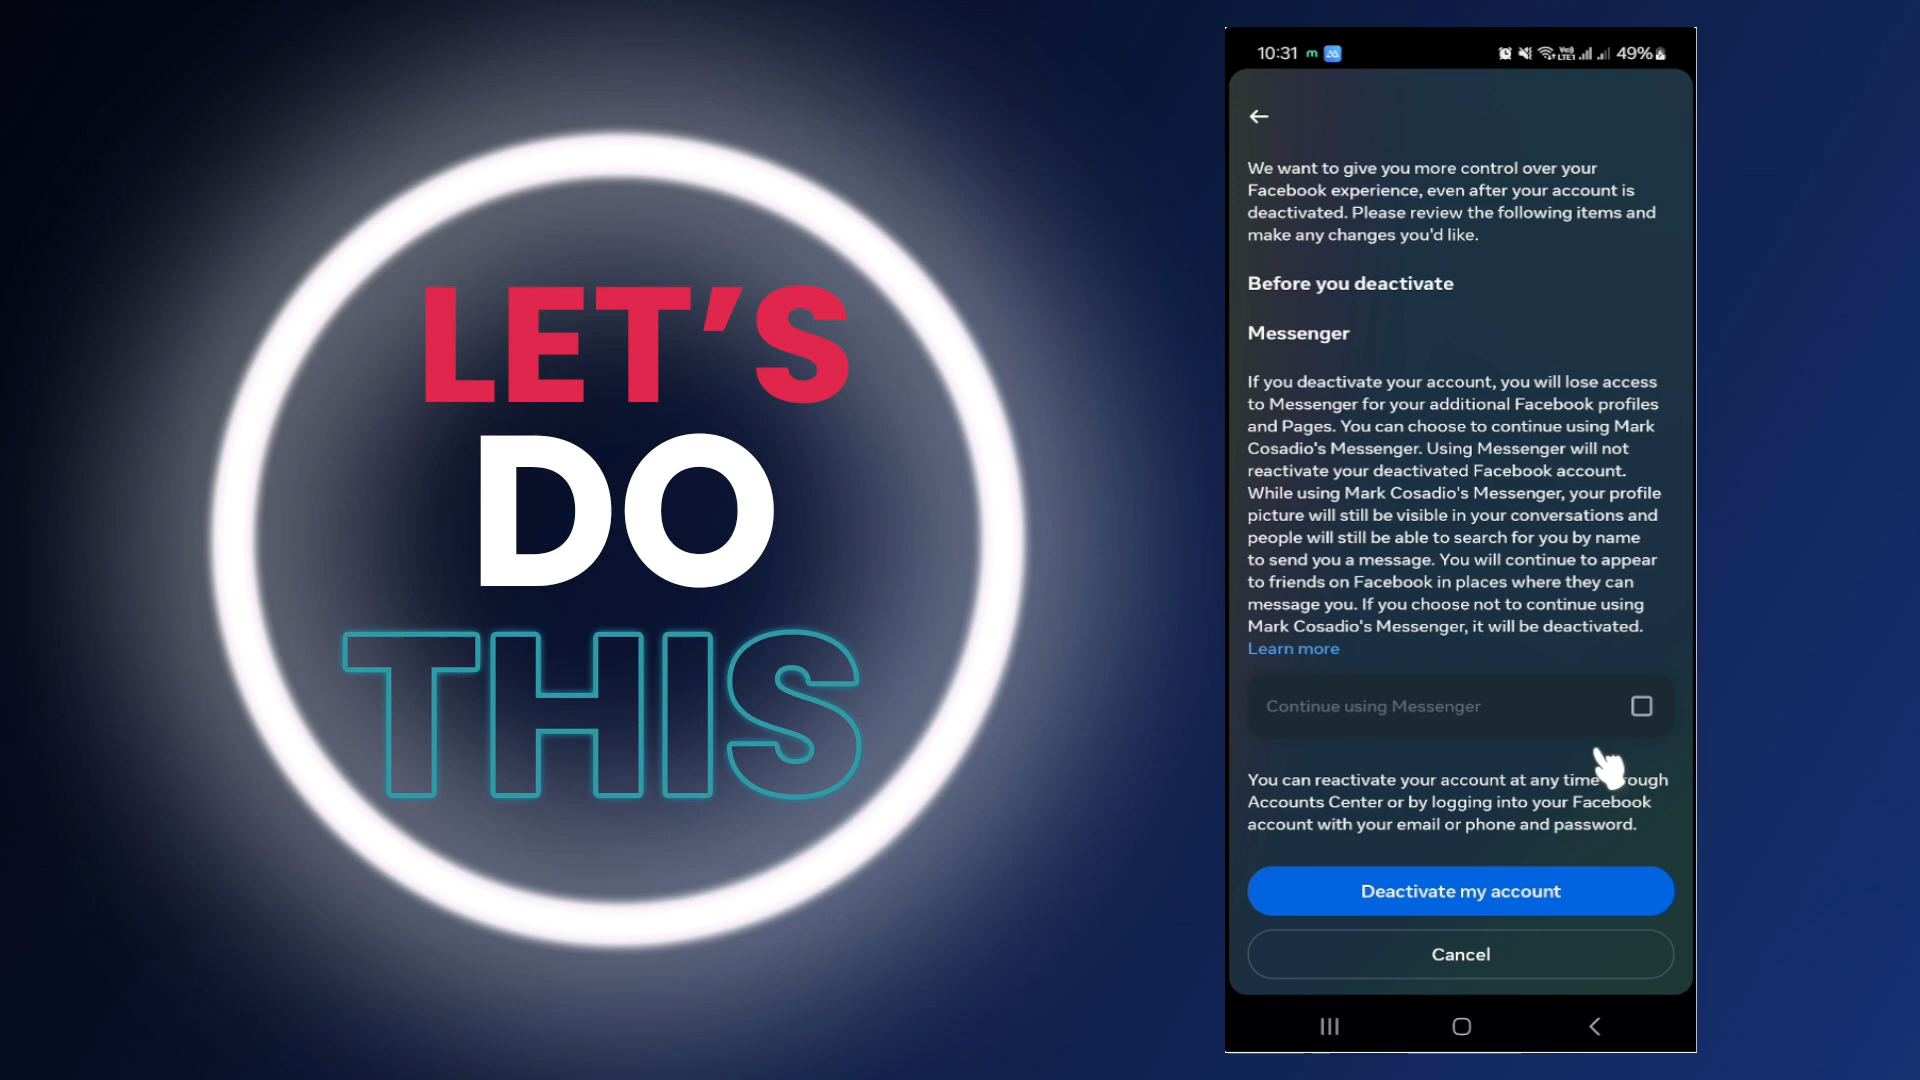 LET'S
DO
THIS
10:31
49%
We want to give you more control over your
Facebook experience, even after your account is
deactivated. Please review the following items and
make any changes you'd like.
Before you deactivate
Messenger
If you deactivate your account, you will lose access
to Messenger for your additional Facebook profiles
and Pages. You can choose to continue using Mark
Cosadio's Messenger. Using Messenger will not
reactivate your deactivated Facebook account.
While using Mark Cosadio's Messenger, your profile
picture will still be visible in your conversations and
people will still be able to search for you by name
to send you a message. You will continue to appear
to friends on Facebook in places where they can
message you. If you choose not to continue using
Mark Cosadio's Messenger, it will be deactivated.
Learn more
Continue using Messenger
You can reactivate your account at any time through
Accounts Center or by logging into your Facebook
account with your email or phone and password.
Deactivate my account
Cancel